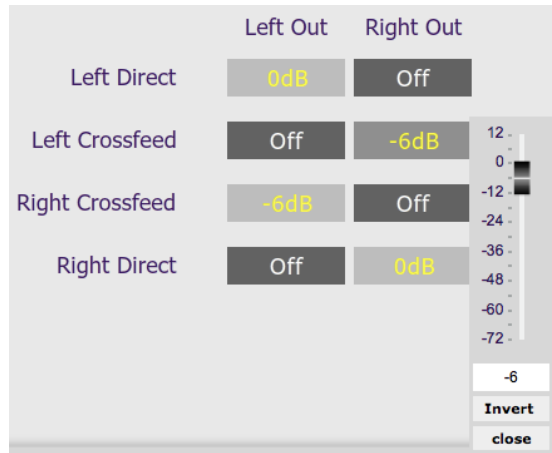 Left Out Right Out
Left Direct 0dB Off
Left Crossfeed Off -6dB
Right Crossfeed -6dB Off
Right Direct Off 0dB
12
0
-12
-24
-36
-48
-60
-72
-6
Invert
close